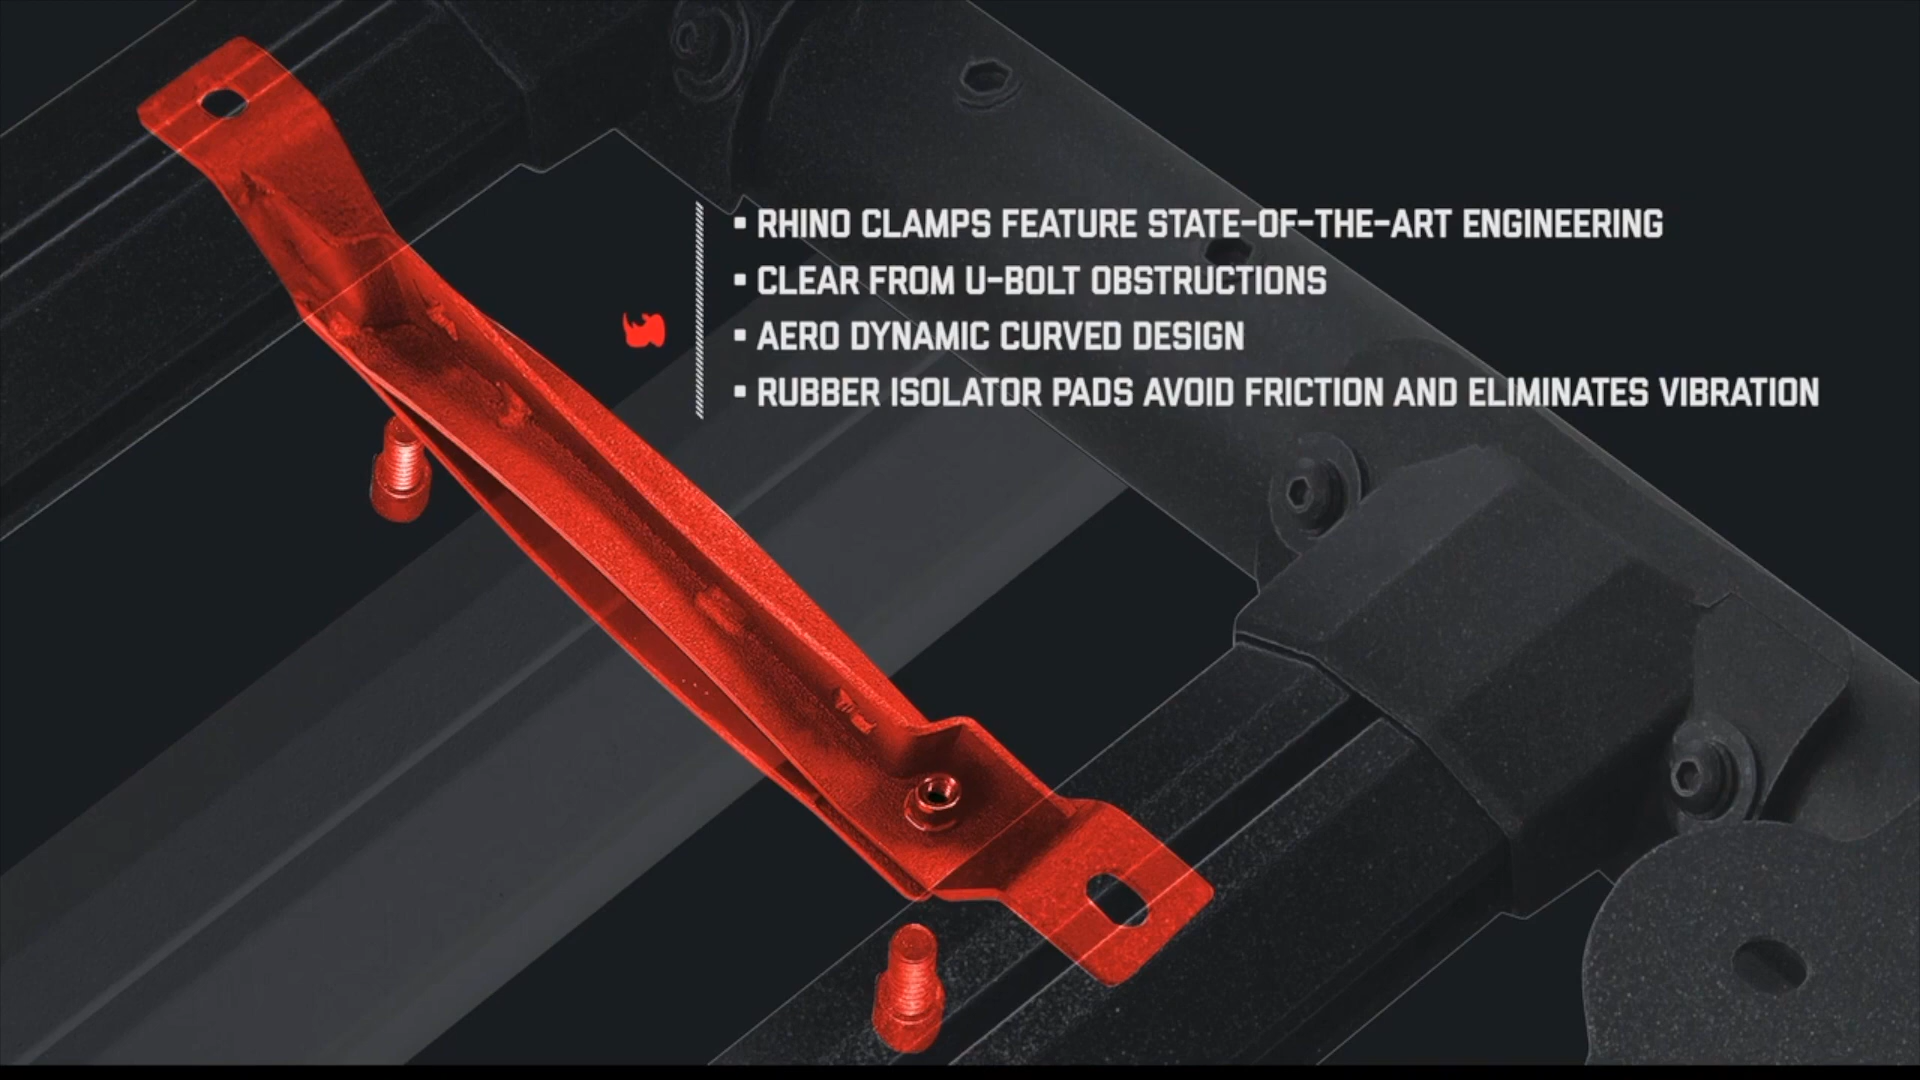 ▪ RHINO CLAMPS FEATURE STATE-OF-THE-ART ENGINEERING
▪ CLEAR FROM U-BOLT OBSTRUCTIONS
▪ AERO DYNAMIC CURVED DESIGN
▪ RUBBER ISOLATOR PADS AVOID FRICTION AND ELIMINATES VIBRATION